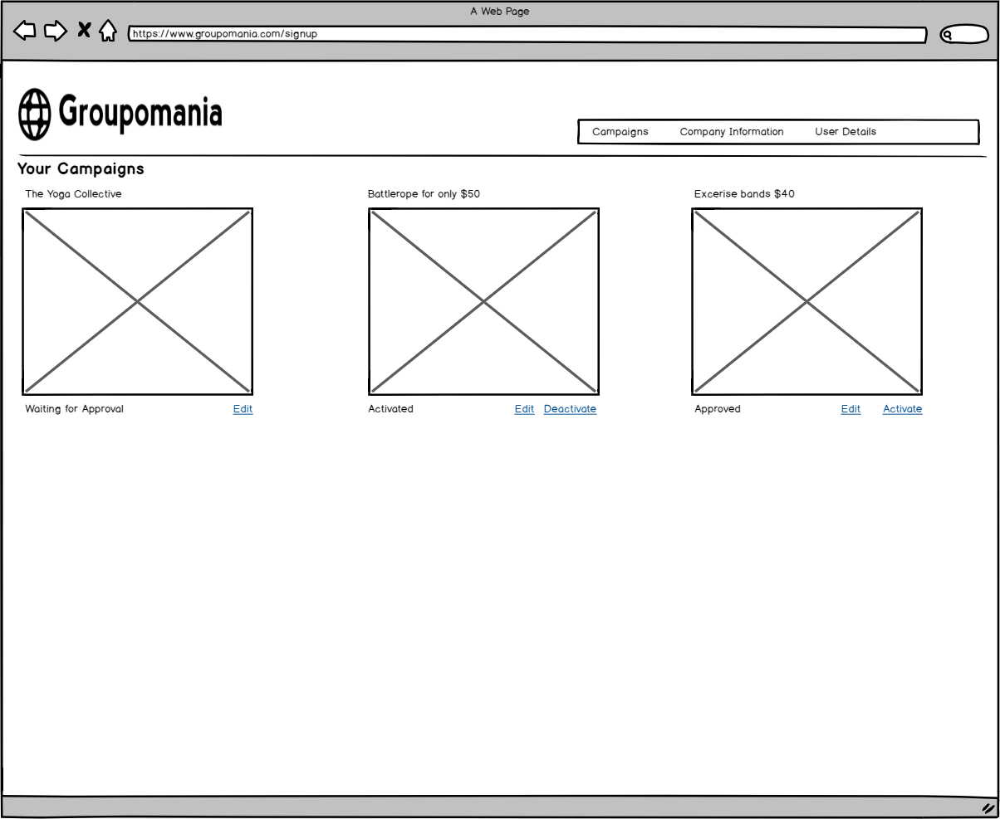 A Web Page
https://www.groupomania.com/signup
Groupomania
Campaigns Company Information User Details
Your Campaigns
The Yoga Collective Battlerope for only $50 Excerise bands $40
Waiting for Approval Edit Activated Edit Deactivate Approved Edit Activate